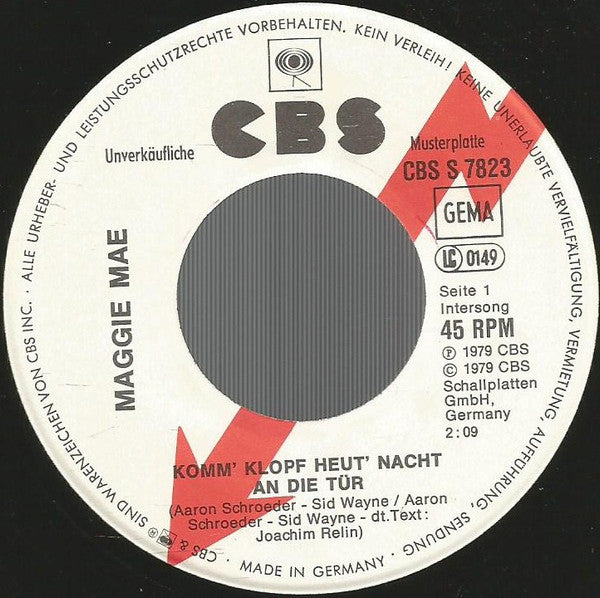 ALLE URHEBER- UND LEISTUNGSSCHUTZRECHTE VORBEHALTEN. KEIN VERLEIH! KEINE UNERLAUBTE VERVIELFÄLTIGUNG, VERMIETUNG, AUFFÜHRUNG, SENDUNG
CBS
Unverkäufliche
Musterplatte
CBS S 7823
GEMA
LC 0149
MAGGIE MAE
Seite 1
Intersong
45 RPM
℗ 1979 CBS
© 1979 CBS
Schallplatten
GmbH,
Germany
2:09
KOMM' KLOPF HEUT' NACHT
AN DIE TÜR
(Aaron Schroeder - Sid Wayne / Aaron
Schroeder - Sid Wayne - dt.Text:
Joachim Relin)
MADE IN GERMANY
® CBS & SIND WARENZEICHEN VON CBS INC.